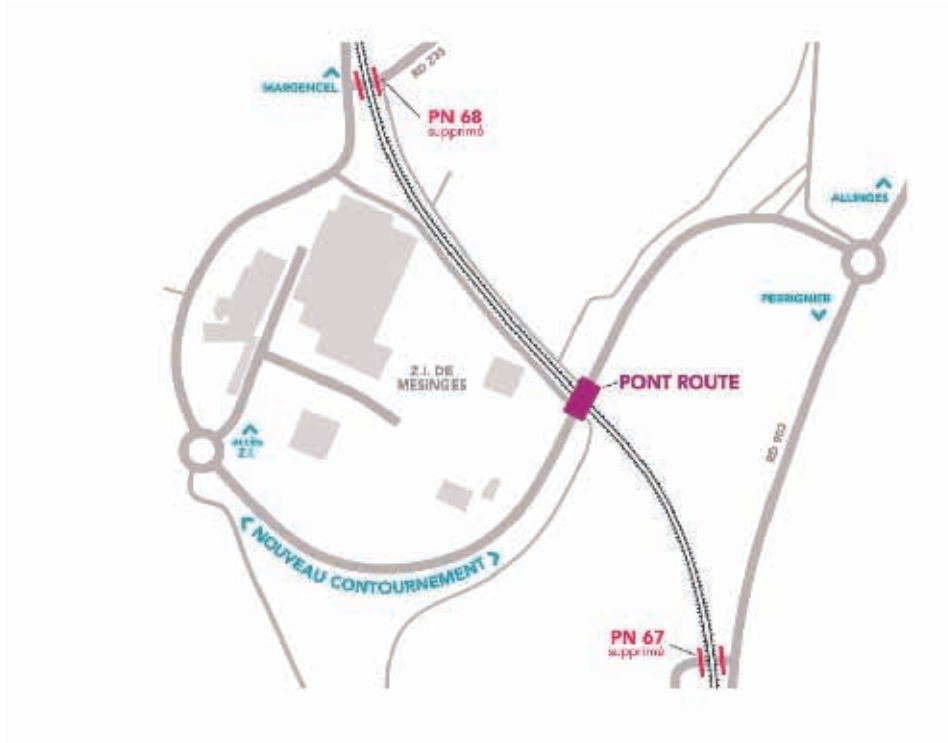 RD 233
MARGENCEL
PN 68
supprimé
ALLINGES
PERRIGNIER
Z.I. DE
MÉSINGES
PONT ROUTE
RD 903
ACCÈS
Z.I.
NOUVEAU CONTOURNEMENT
PN 67
supprimé